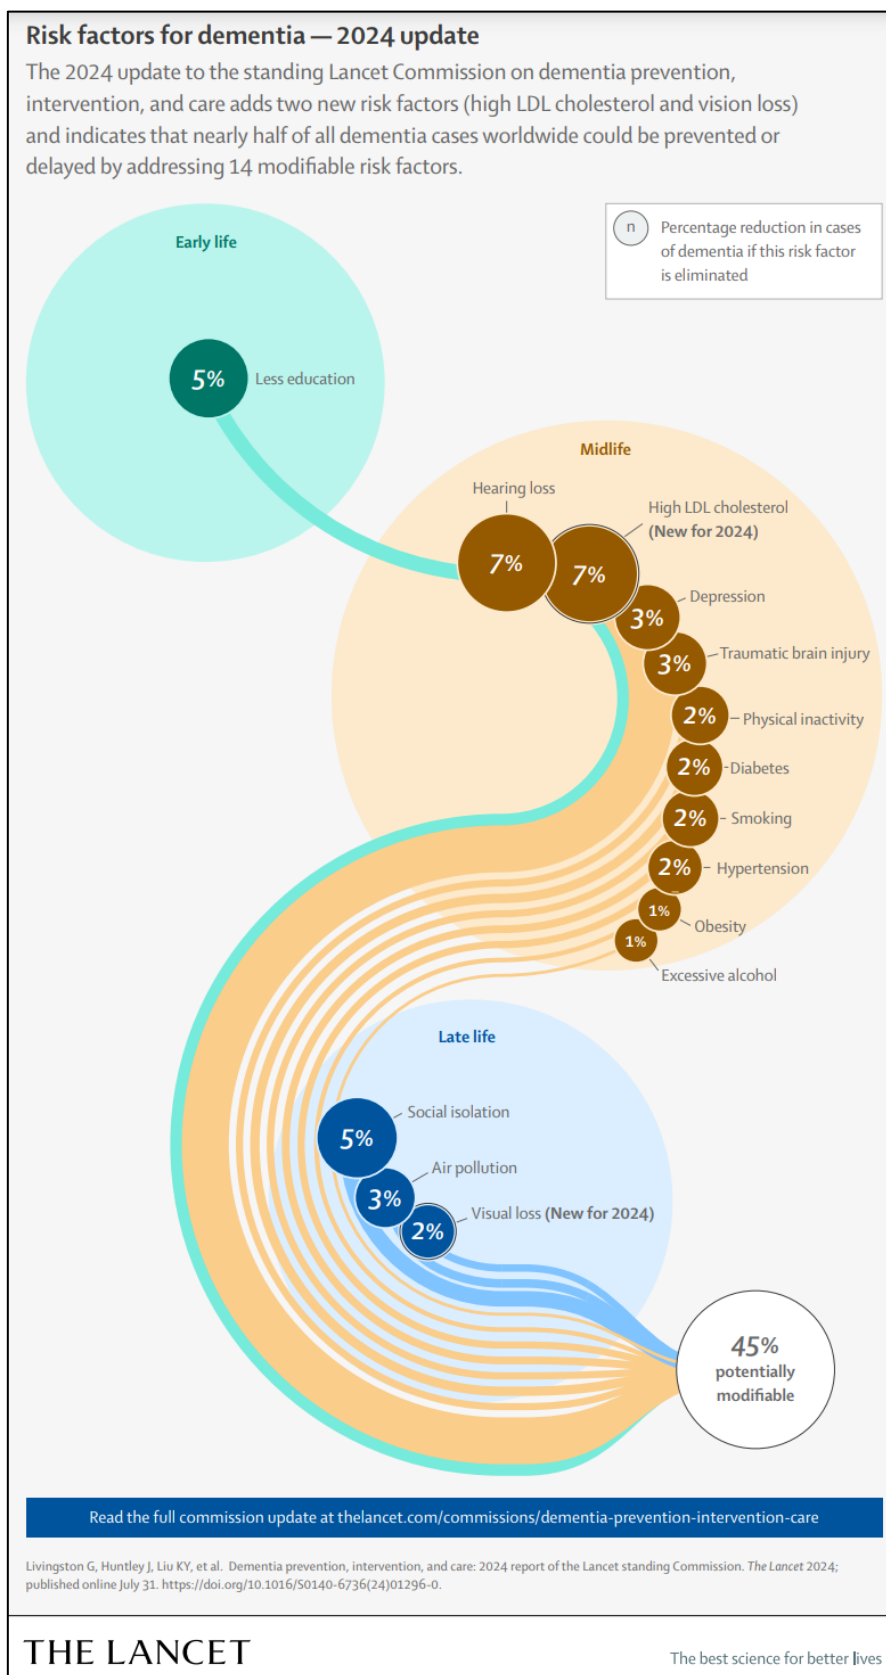 Risk factors for dementia — 2024 update
The 2024 update to the standing Lancet Commission on dementia prevention,
intervention, and care adds two new risk factors (high LDL cholesterol and vision loss)
and indicates that nearly half of all dementia cases worldwide could be prevented or
delayed by addressing 14 modifiable risk factors.
n
Percentage reduction in cases
of dementia if this risk factor
is eliminated
Early life
5%
Less education
Midlife
Hearing loss
7%
High LDL cholesterol
(New for 2024)
7%
Depression
3%
Traumatic brain injury
3%
Physical inactivity
2%
Diabetes
2%
Smoking
2%
Hypertension
2%
Obesity
1%
Excessive alcohol
1%
Late life
Social isolation
5%
Air pollution
3%
Visual loss (New for 2024)
2%
45%
potentially
modifiable
Read the full commission update at thelancet.com/commissions/dementia-prevention-intervention-care
Livingston G, Huntley J, Liu KY, et al. Dementia prevention, intervention, and care: 2024 report of the Lancet standing Commission. The Lancet 2024;
published online July 31. https://doi.org/10.1016/S0140-6736(24)01296-0.
THE LANCET
The best science for better lives